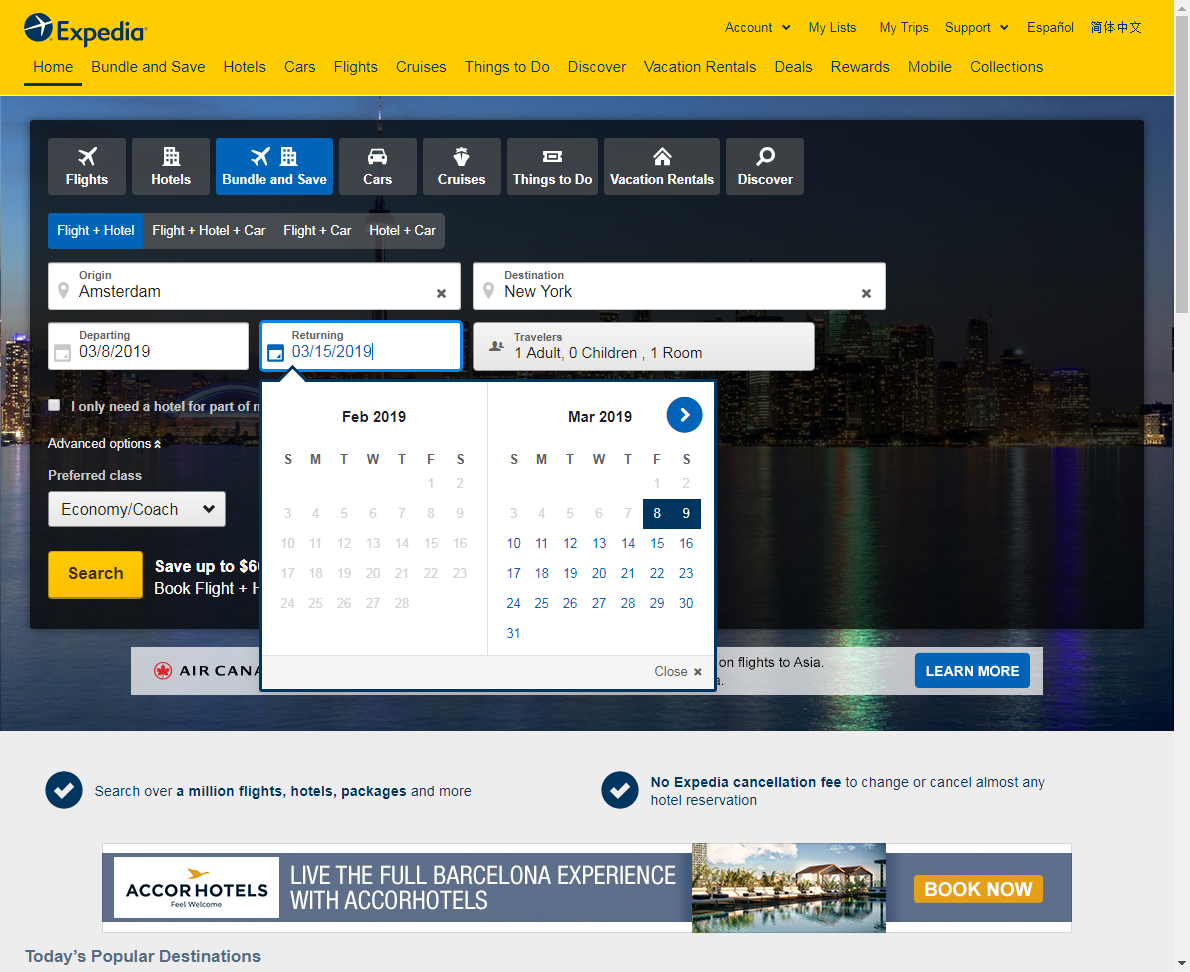 Expedia
Account
My Lists
My Trips
Support
Español
简体中文
Home
Bundle and Save
Hotels
Cars
Flights
Cruises
Things to Do
Discover
Vacation Rentals
Deals
Rewards
Mobile
Collections
Flights
Hotels
Bundle and Save
Cars
Cruises
Things to Do
Vacation Rentals
Discover
Flight + Hotel
Flight + Hotel + Car
Flight + Car
Hotel + Car
Origin
Amsterdam
Destination
New York
Departing
03/8/2019
Returning
03/15/2019
Travelers
1 Adult, 0 Children , 1 Room
I only need a hotel for part of
Advanced options
Preferred class
Economy/Coach
Search
Save up to $6
Book Flight +
Feb 2019
S M T W T F S
1 2
3 4 5 6 7 8 9
10 11 12 13 14 15 16
17 18 19 20 21 22 23
24 25 26 27 28
Mar 2019
S M T W T F S
1 2
3 4 5 6 7 8 9
10 11 12 13 14 15 16
17 18 19 20 21 22 23
24 25 26 27 28 29 30
31
Close
AIR CANA
on flights to Asia.
a.
LEARN MORE
Search over a million flights, hotels, packages and more
No Expedia cancellation fee to change or cancel almost any
hotel reservation
ACCORHOTELS
Feel Welcome
LIVE THE FULL BARCELONA EXPERIENCE
WITH ACCORHOTELS
BOOK NOW
Today's Popular Destinations